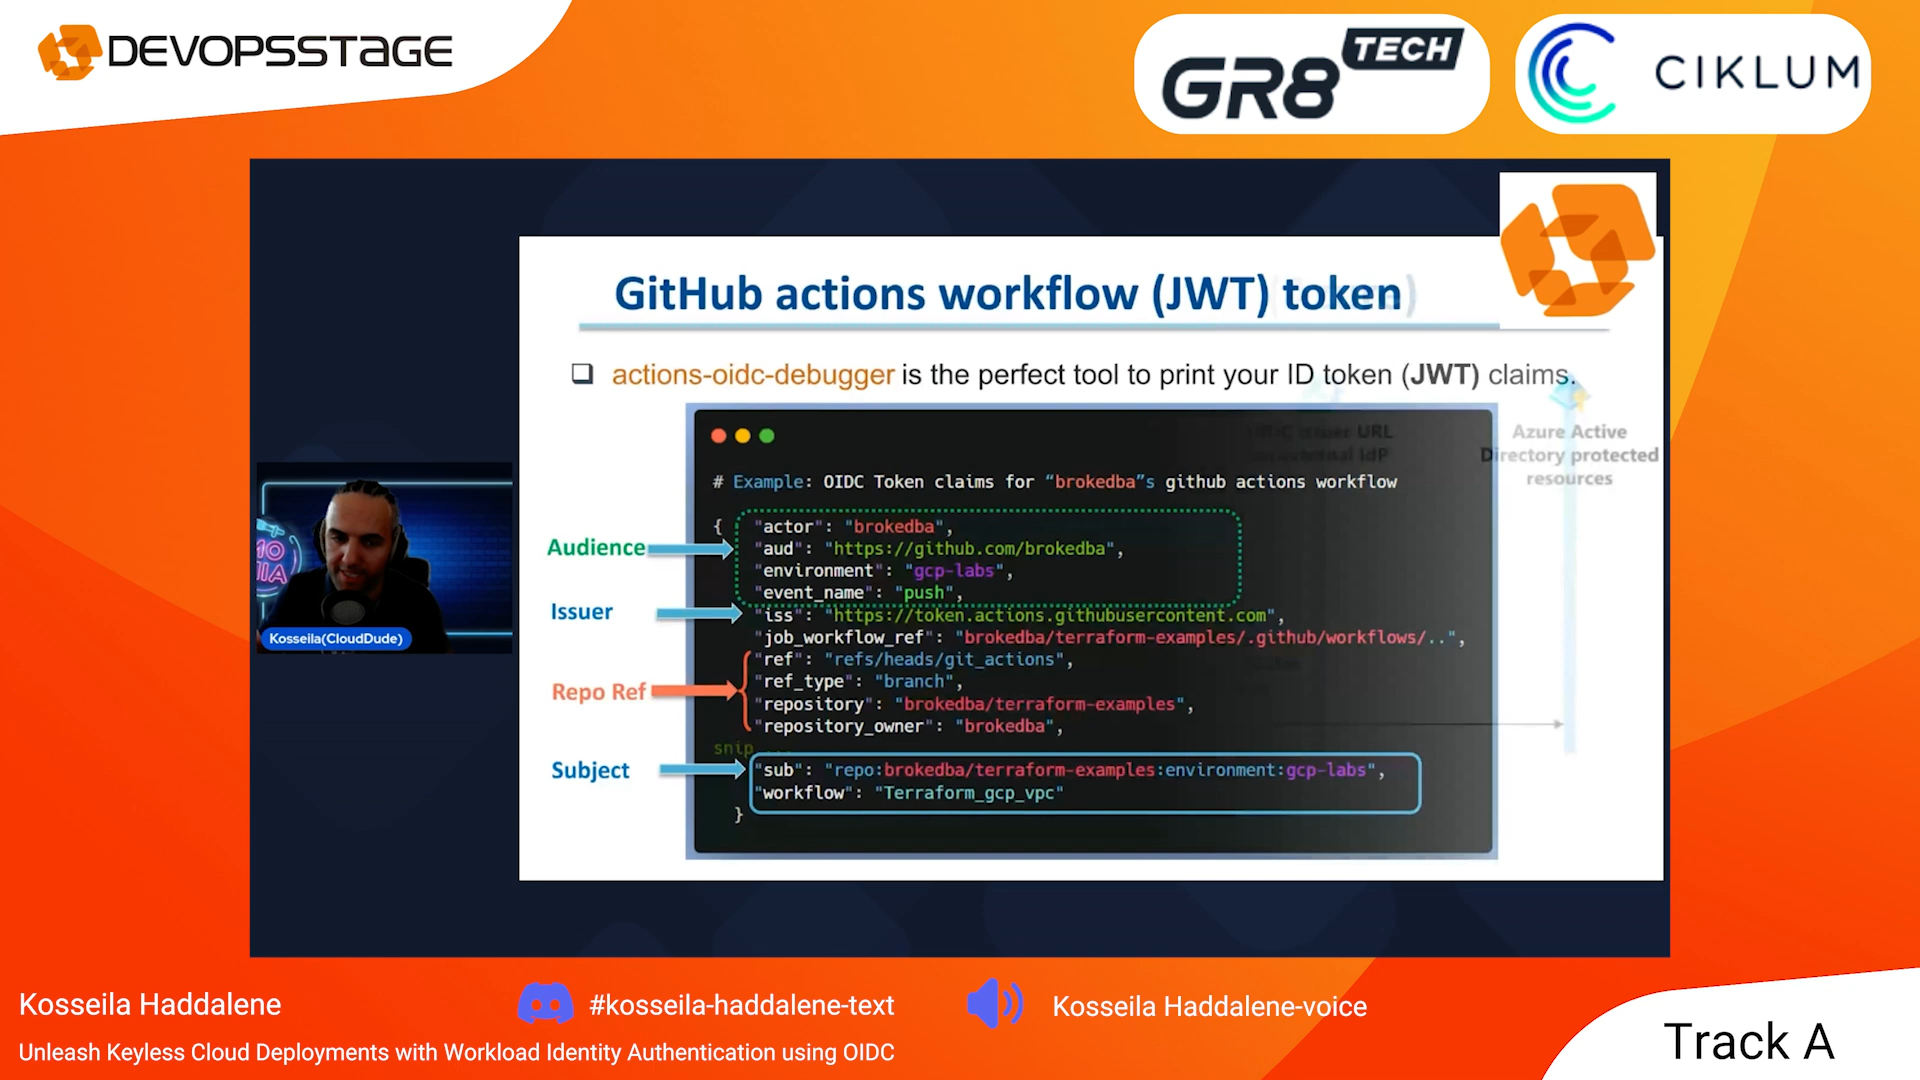 DEVOPSSTAGE
GR8 TECH
CIKLUM
GitHub actions workflow (JWT) token
actions-oidc-debugger is the perfect tool to print your ID token (JWT) claims.
Azure Active
Directory protected
resources
issuer URL
external IdP
# Example: OIDC Token claims for “brokedba”s github actions workflow
{ "actor": "brokedba",
Audience
"aud": "https://github.com/brokedba",
"environment": "gcp-labs",
"event_name": "push",
Issuer
"iss": "https://token.actions.githubusercontent.com",
"job_workflow_ref": "brokedba/terraform-examples/.github/workflows/..",
"ref": "refs/heads/git_actions",
"ref_type": "branch",
Repo Ref
"repository": "brokedba/terraform-examples",
"repository_owner": "brokedba",
snip ...
Subject
"sub": "repo:brokedba/terraform-examples:environment:gcp-labs",
"workflow": "Terraform_gcp_vpc"
}
Kosseila(CloudDude)
Kosseila Haddalene
#kosseila-haddalene-text
Kosseila Haddalene-voice
Unleash Keyless Cloud Deployments with Workload Identity Authentication using OIDC
Track A